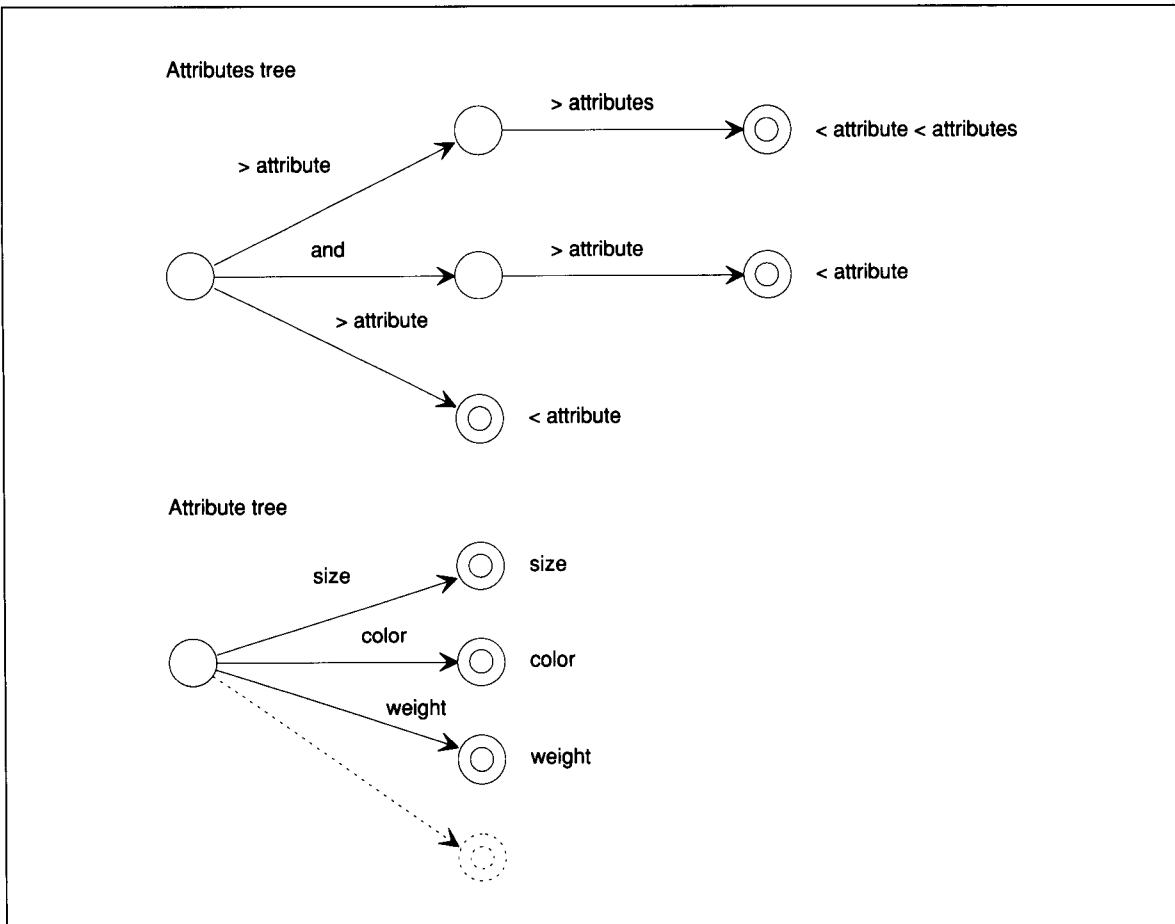 Attributes tree
> attributes
< attribute < attributes
> attribute
and
> attribute
< attribute
> attribute
< attribute
Attribute tree
size
size
color
color
weight
weight